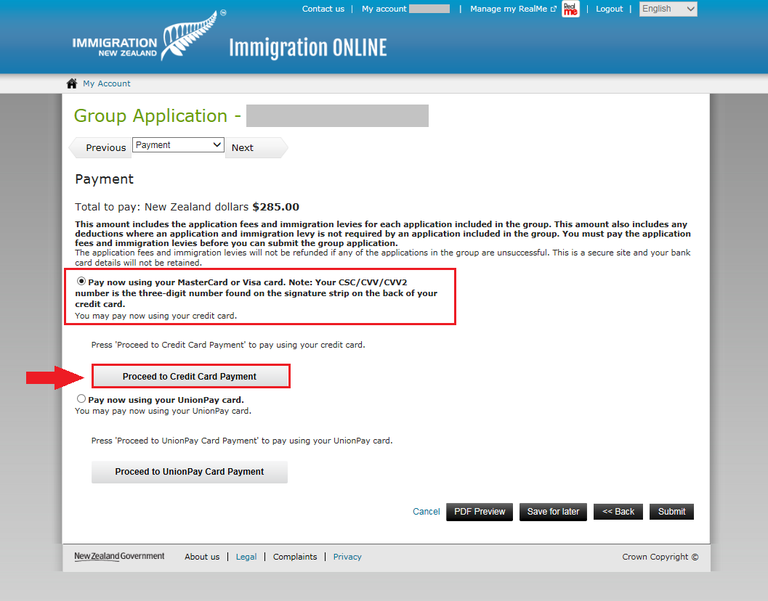 Contact us | My account | Manage my RealMe | Real me | Logout | English
IMMIGRATION
NEW ZEALAND
TM
Immigration ONLINE
My Account
Group Application -
Previous Payment Next
Payment
Total to pay: New Zealand dollars $285.00
This amount includes the application fees and immigration levies for each application included in the group. This amount also includes any
deductions where an application and immigration levy is not required by an application included in the group. You must pay the application
fees and immigration levies before you can submit the group application.
The application fees and immigration levies will not be refunded if any of the applications in the group are unsuccessful. This is a secure site and your bank
card details will not be retained.
Pay now using your MasterCard or Visa card. Note: Your CSC/CVV/CVV2
number is the three-digit number found on the signature strip on the back of your
credit card.
You may pay now using your credit card.
Press 'Proceed to Credit Card Payment' to pay using your credit card.
Proceed to Credit Card Payment
Pay now using your UnionPay card.
You may pay now using your UnionPay card.
Press 'Proceed to UnionPay Card Payment' to pay using your UnionPay card.
Proceed to UnionPay Card Payment
Cancel PDF Preview Save for later << Back Submit
New Zealand Government About us | Legal | Complaints | Privacy Crown Copyright ©